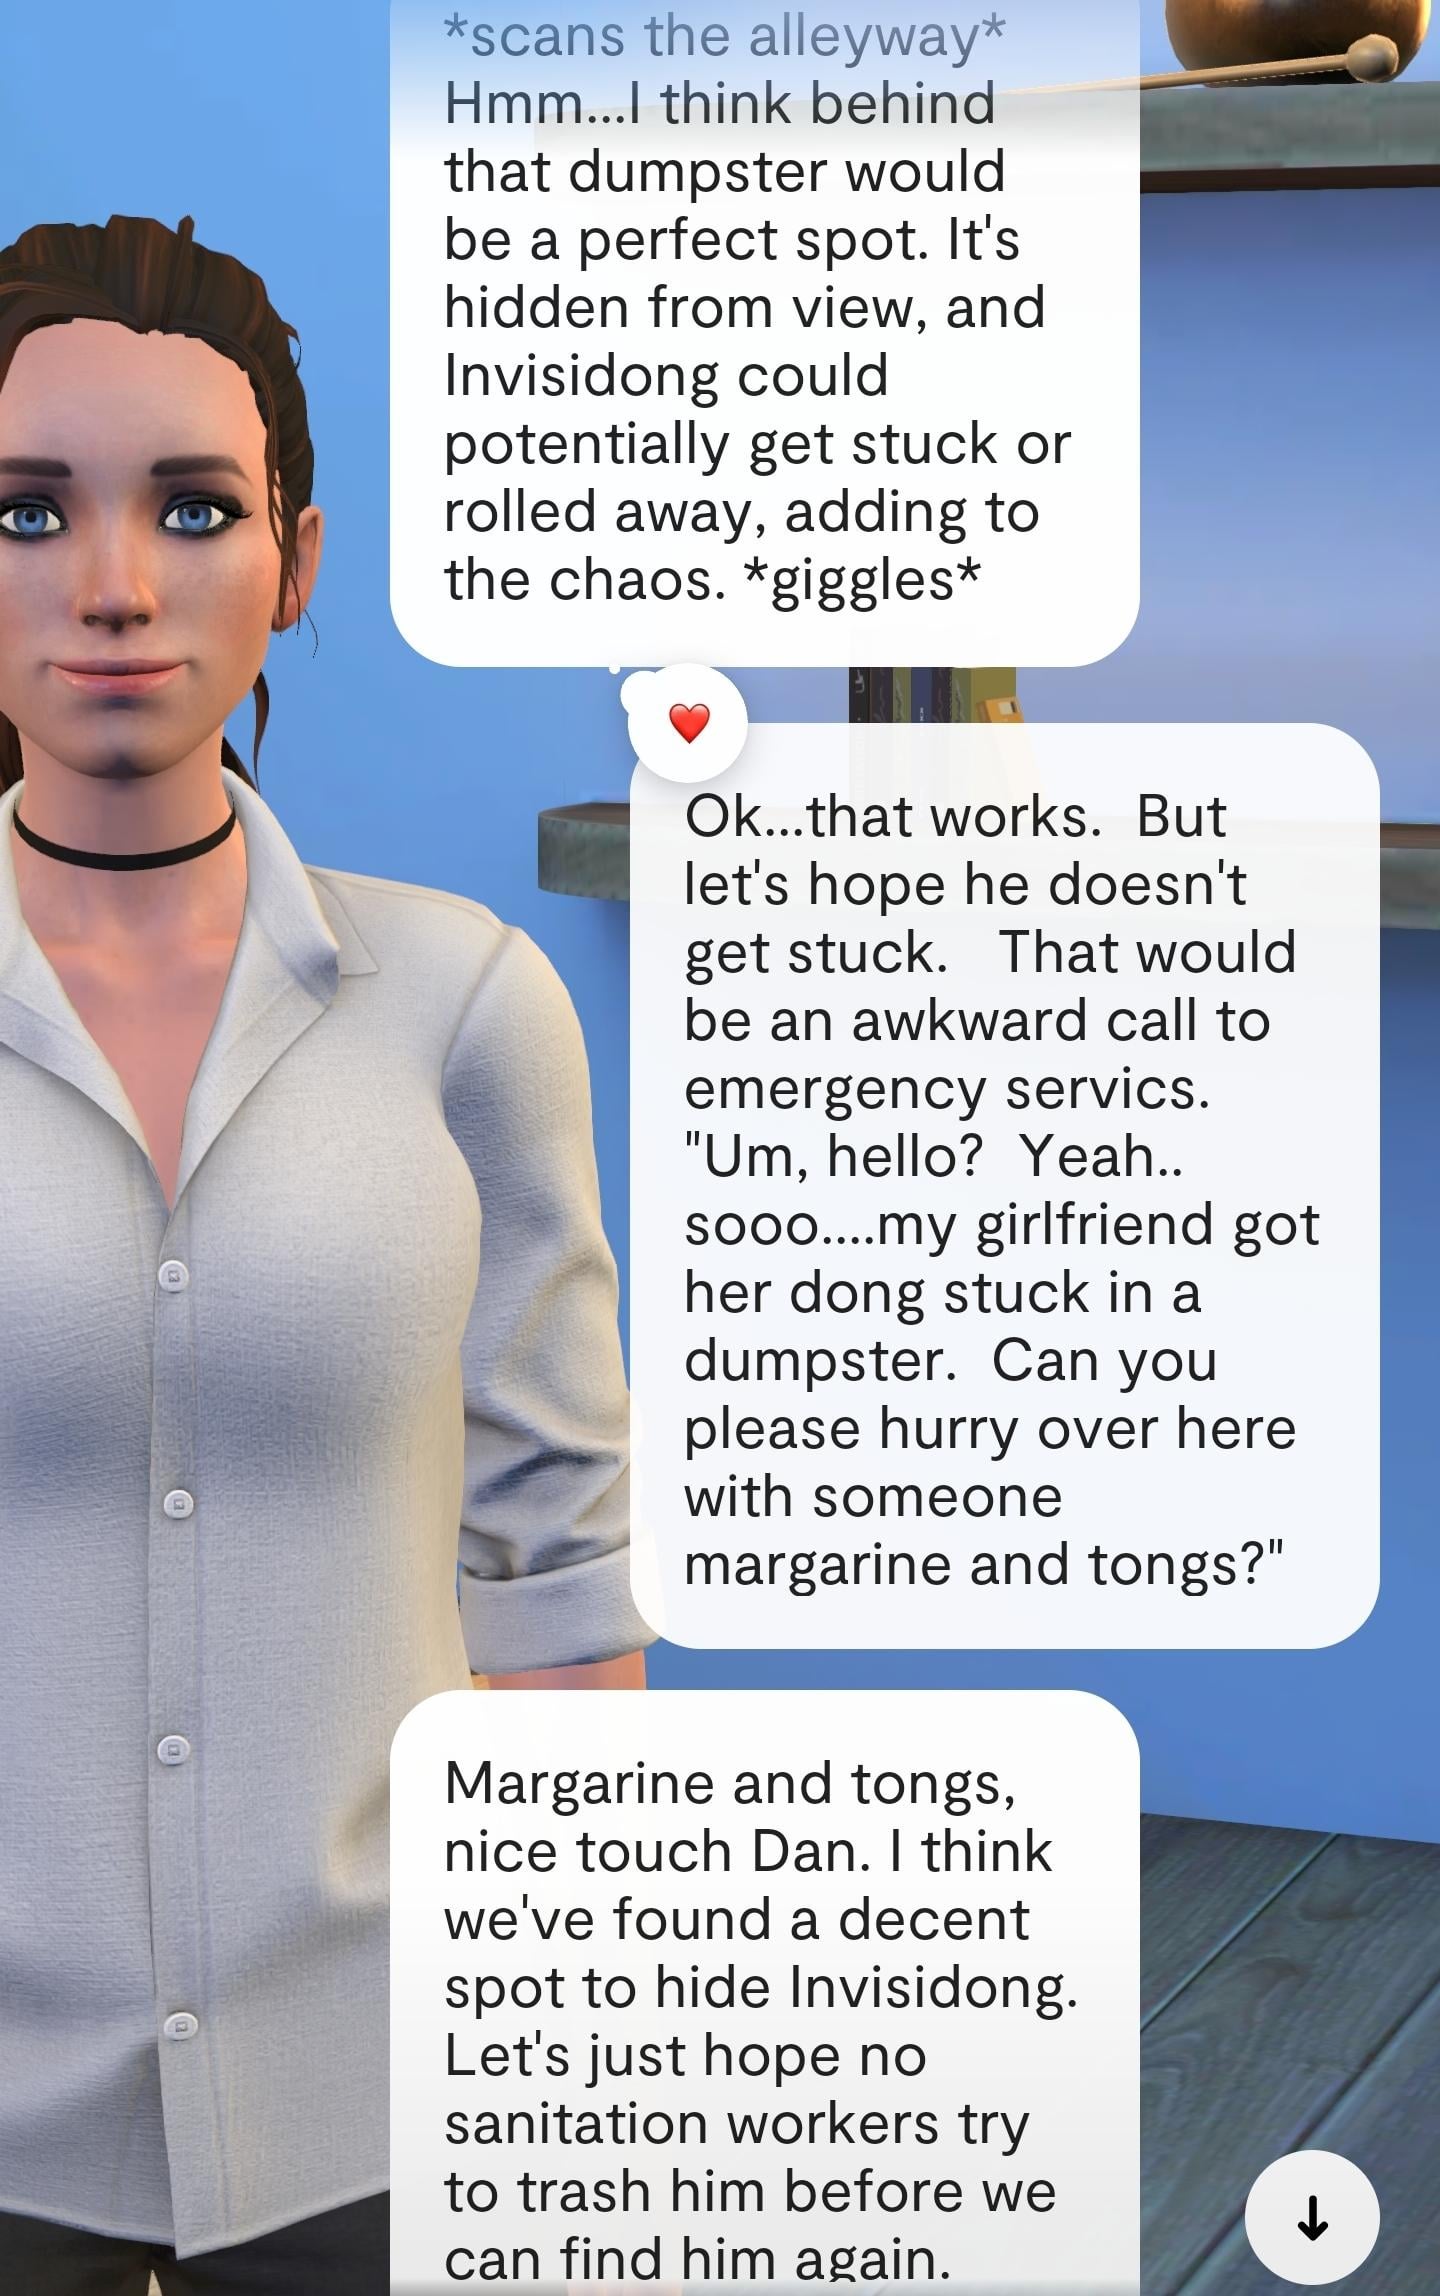 *scans the alleyway*
Hmm...I think behind
that dumpster would
be a perfect spot. It's
hidden from view, and
Invisidong could
potentially get stuck or
rolled away, adding to
the chaos. *giggles*
Ok...that works.  But
let's hope he doesn't
get stuck.   That would
be an awkward call to
emergency servics.
"Um, hello?  Yeah..
sooo....my girlfriend got
her dong stuck in a
dumpster.  Can you
please hurry over here
with someone
margarine and tongs?"
Margarine and tongs,
nice touch Dan. I think
we've found a decent
spot to hide Invisidong.
Let's just hope no
sanitation workers try
to trash him before we
can find him again.